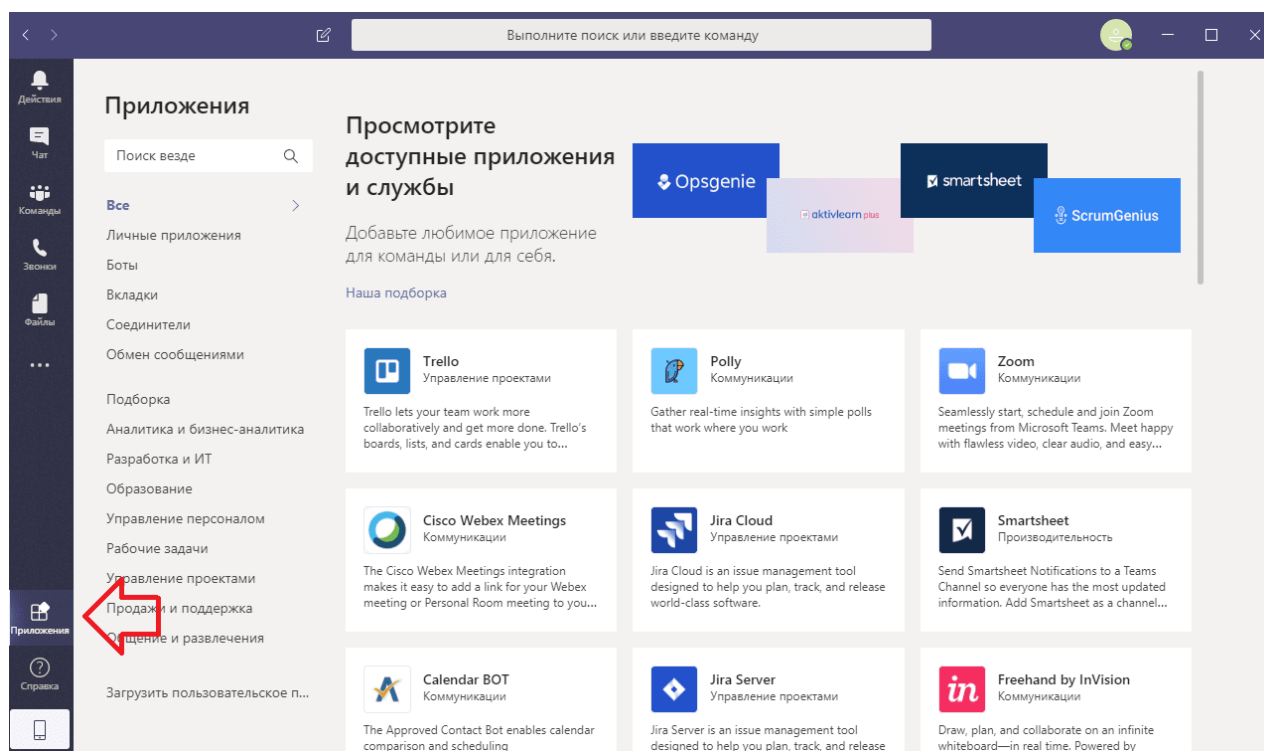 Выполните поиск или введите команду
Действия
Чат
Команды
Звонки
Файлы
Приложения
Справка
Приложения
Поиск везде
Все
Личные приложения
Боты
Вкладки
Соединители
Обмен сообщениями
Подборка
Аналитика и бизнес-аналитика
Разработка и ИТ
Образование
Управление персоналом
Рабочие задачи
Управление проектами
Продажи и поддержка
Общение и развлечения
Загрузить пользовательское п...
Просмотрите
доступные приложения
и службы
Добавьте любимое приложение
для команды или для себя.
Opsgenie
aktivlearn plus
smartsheet
ScrumGenius
Наша подборка
Trello
Управление проектами
Trello lets your team work more
collaboratively and get more done. Trello's
boards, lists, and cards enable you to...
Polly
Коммуникации
Gather real-time insights with simple polls
that work where you work
Zoom
Коммуникации
Seamlessly start, schedule and join Zoom
meetings from Microsoft Teams. Meet happy
with flawless video, clear audio, and easy...
Cisco Webex Meetings
Коммуникации
The Cisco Webex Meetings integration
makes it easy to add a link for your Webex
meeting or Personal Room meeting to you...
Jira Cloud
Управление проектами
Jira Cloud is an issue management tool
designed to help you plan, track, and release
world-class software.
Smartsheet
Производительность
Send Smartsheet Notifications to a Teams
Channel so everyone has the most updated
information. Add Smartsheet as a channel...
Calendar BOT
Коммуникации
The Approved Contact Bot enables calendar
comparison and scheduling
Jira Server
Управление проектами
Jira Server is an issue management tool
designed to help you plan, track, and release
in
Freehand by InVision
Коммуникации
Draw, plan, and collaborate on an infinite
whiteboard—in real time. Powered by